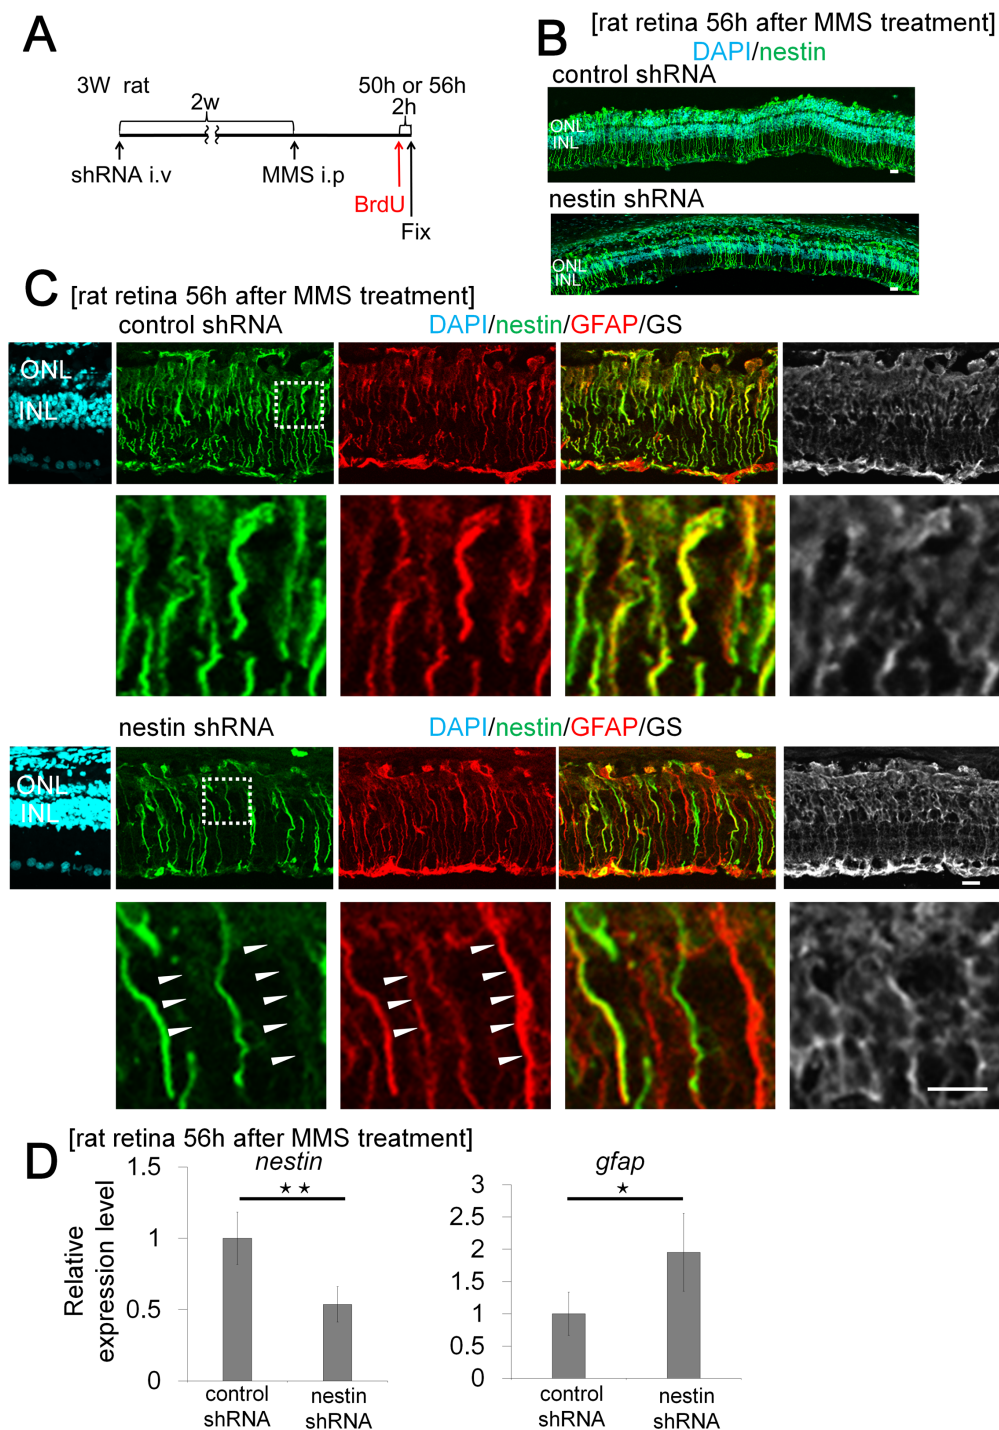 A
3W rat
50h or 56h
2w
2h
shRNA i.v
MMS i.p
BrdU
Fix
B
[rat retina 56h after MMS treatment]
DAPI/nestin
control shRNA
ONL
INL
nestin shRNA
ONL
INL
C
[rat retina 56h after MMS treatment]
control shRNA
DAPI/nestin/GFAP/GS
ONL
INL
nestin shRNA
DAPI/nestin/GFAP/GS
ONL
INL
D
[rat retina 56h after MMS treatment]
nestin
Relative
expression level
1.5
1
0.5
0
★ ★
control
shRNA
nestin
shRNA
gfap
3
2.5
2
1.5
1
0.5
0
★
control
shRNA
nestin
shRNA